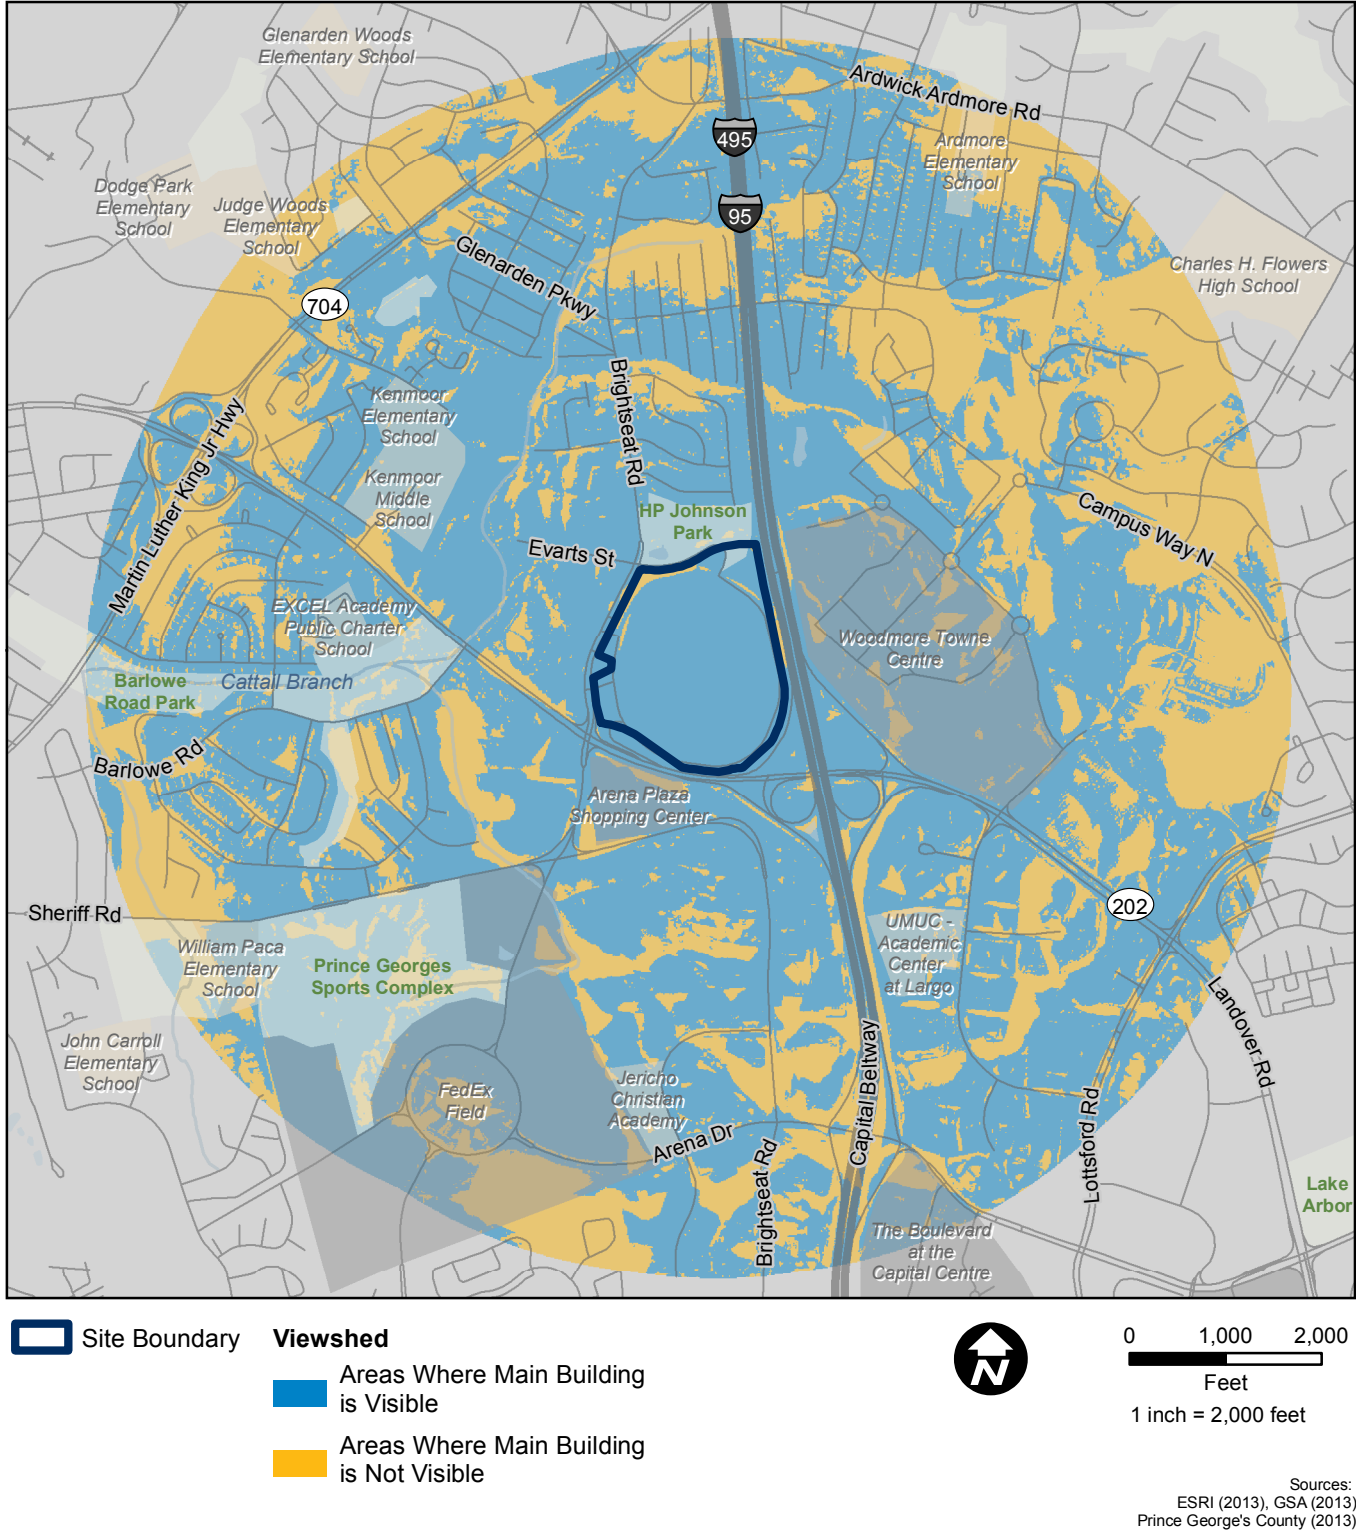 Glenarden Woods
Elementary School
Ardwick Ardmore Rd
495
Ardmore
Elementary
School
Dodge Park
Elementary
School
Judge Woods
Elementary
School
95
Glenarden Pkwy
Charles H. Flowers
High School
704
Brightseat Rd
Kenmoor
Elementary
School
Martin Luther King Jr Hwy
Kenmoor
Middle
School
HP Johnson
Park
Campus Way N
Evarts St
EXCEL Academy
Public Charter
School
Woodmore Towne
Centre
Barlowe
Road Park
Cattall Branch
Barlowe Rd
Arena Plaza
Shopping Center
202
Sheriff Rd
UMUC -
Academic
Center
at Largo
William Paca
Elementary
School
Prince Georges
Sports Complex
Landover Rd
John Carroll
Elementary
School
Capital Beltway
FedEx
Field
Jericho
Christian
Academy
Arena Dr
Lottsford Rd
Brightseat Rd
Lake
Arbor
The Boulevard
at the
Capital Centre
Site Boundary
Viewshed
Areas Where Main Building
is Visible
Areas Where Main Building
is Not Visible
N
0 1,000 2,000
Feet
1 inch = 2,000 feet
Sources:
ESRI (2013), GSA (2013)
Prince George's County (2013)